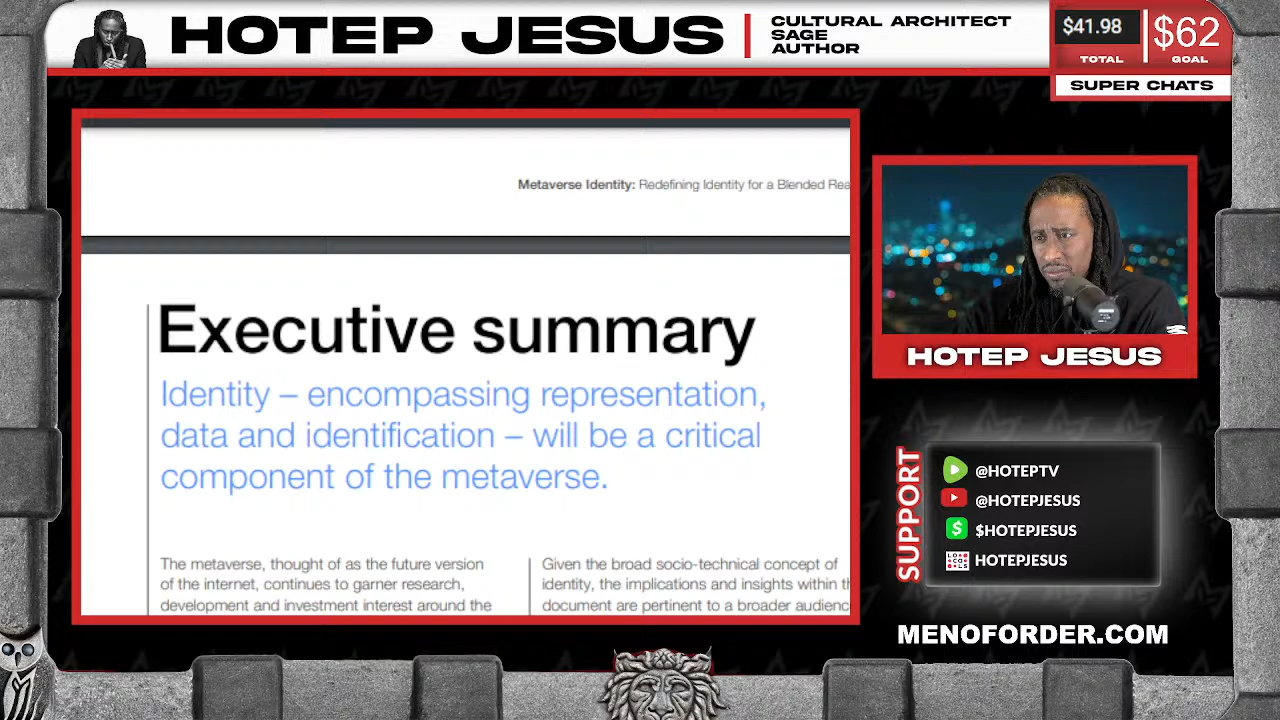 HOTEP JESUS
CULTURAL ARCHITECT
SAGE
AUTHOR
$41.98
TOTAL
$62
GOAL
SUPER CHATS
Metaverse Identity: Redefining Identity for a Blended Rea
Executive summary
Identity – encompassing representation,
data and identification – will be a critical
component of the metaverse.
The metaverse, thought of as the future version
of the internet, continues to garner research,
development and investment interest around the
Given the broad socio-technical concept of
identity, the implications and insights within th
document are pertinent to a broader audienc
HOTEP JESUS
SUPPORT
@HOTEPTV
@HOTEPJESUS
$HOTEPJESUS
LOCALS
HOTEPJESUS
MENOFORDER.COM